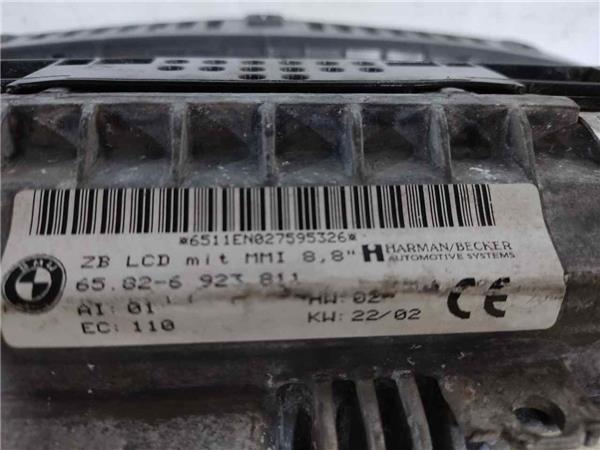 *6511EN027595326*
ZB LCD mit MMI 8,8" H HARMAN/BECKER
AUTOMOTIVE SYSTEMS
BMW
65.82-6 923 811
AI: 01 HW: 02
EC: 110 KW: 22/02 CE